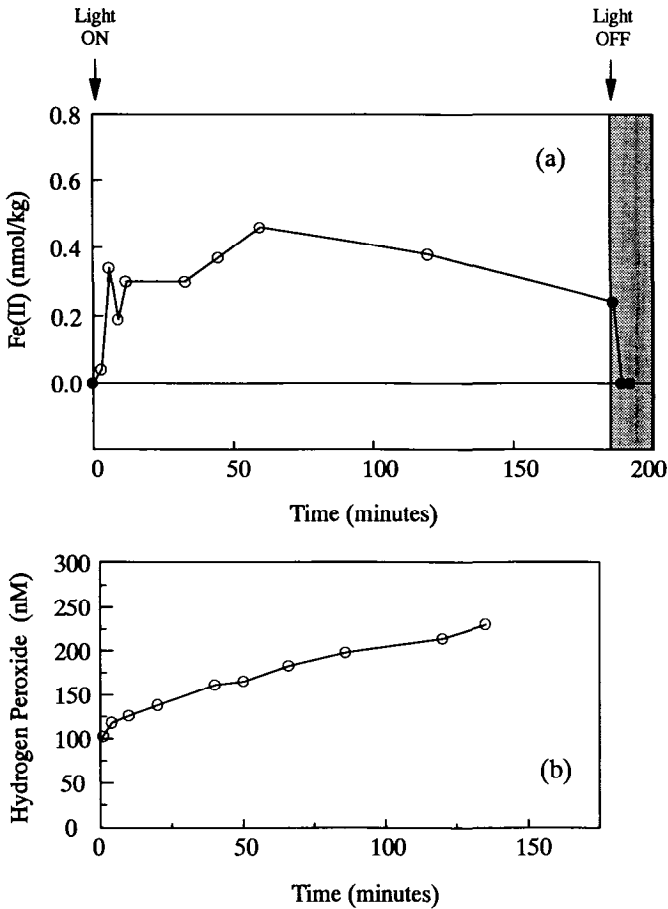 Light Light
ON OFF
0.8
(a)
0.6
0.4
0.2
0.0
Fe(II) (nmol/kg)
0 50 100 150 200
Time (minutes)
300
250
200
150
100
50
0
Hydrogen Peroxide (nM)
(b)
0 50 100 150
Time (minutes)